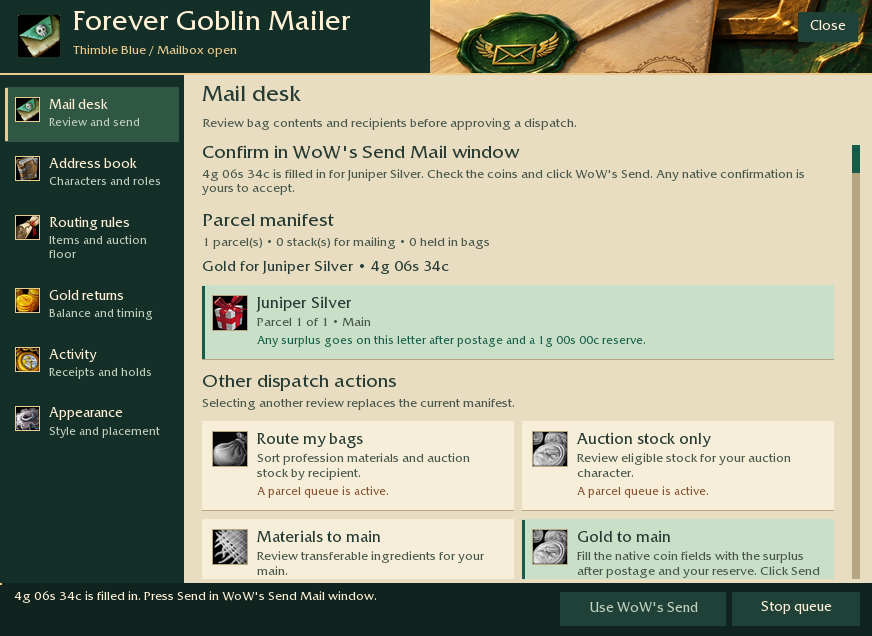 Forever Goblin Mailer
Thimble Blue / Mailbox open
Close
Mail desk
Review and send
Address book
Characters and roles
Routing rules
Items and auction
floor
Gold returns
Balance and timing
Activity
Receipts and holds
Appearance
Style and placement
Mail desk
Review bag contents and recipients before approving a dispatch.
Confirm in WoW's Send Mail window
4g 06s 34c is filled in for Juniper Silver. Check the coins and click WoW's Send. Any native confirmation is
yours to accept.
Parcel manifest
1 parcel(s) • 0 stack(s) for mailing • 0 held in bags
Gold for Juniper Silver • 4g 06s 34c
Juniper Silver
Parcel 1 of 1 • Main
Any surplus goes on this letter after postage and a 1g 00s 00c reserve.
Other dispatch actions
Selecting another review replaces the current manifest.
Route my bags
Sort profession materials and auction
stock by recipient.
A parcel queue is active.
Auction stock only
Review eligible stock for your auction
character.
A parcel queue is active.
Materials to main
Review transferable ingredients for your
main.
Gold to main
Fill the native coin fields with the surplus
after postage and your reserve. Click Send
4g 06s 34c is filled in. Press Send in WoW's Send Mail window.
Use WoW's Send
Stop queue